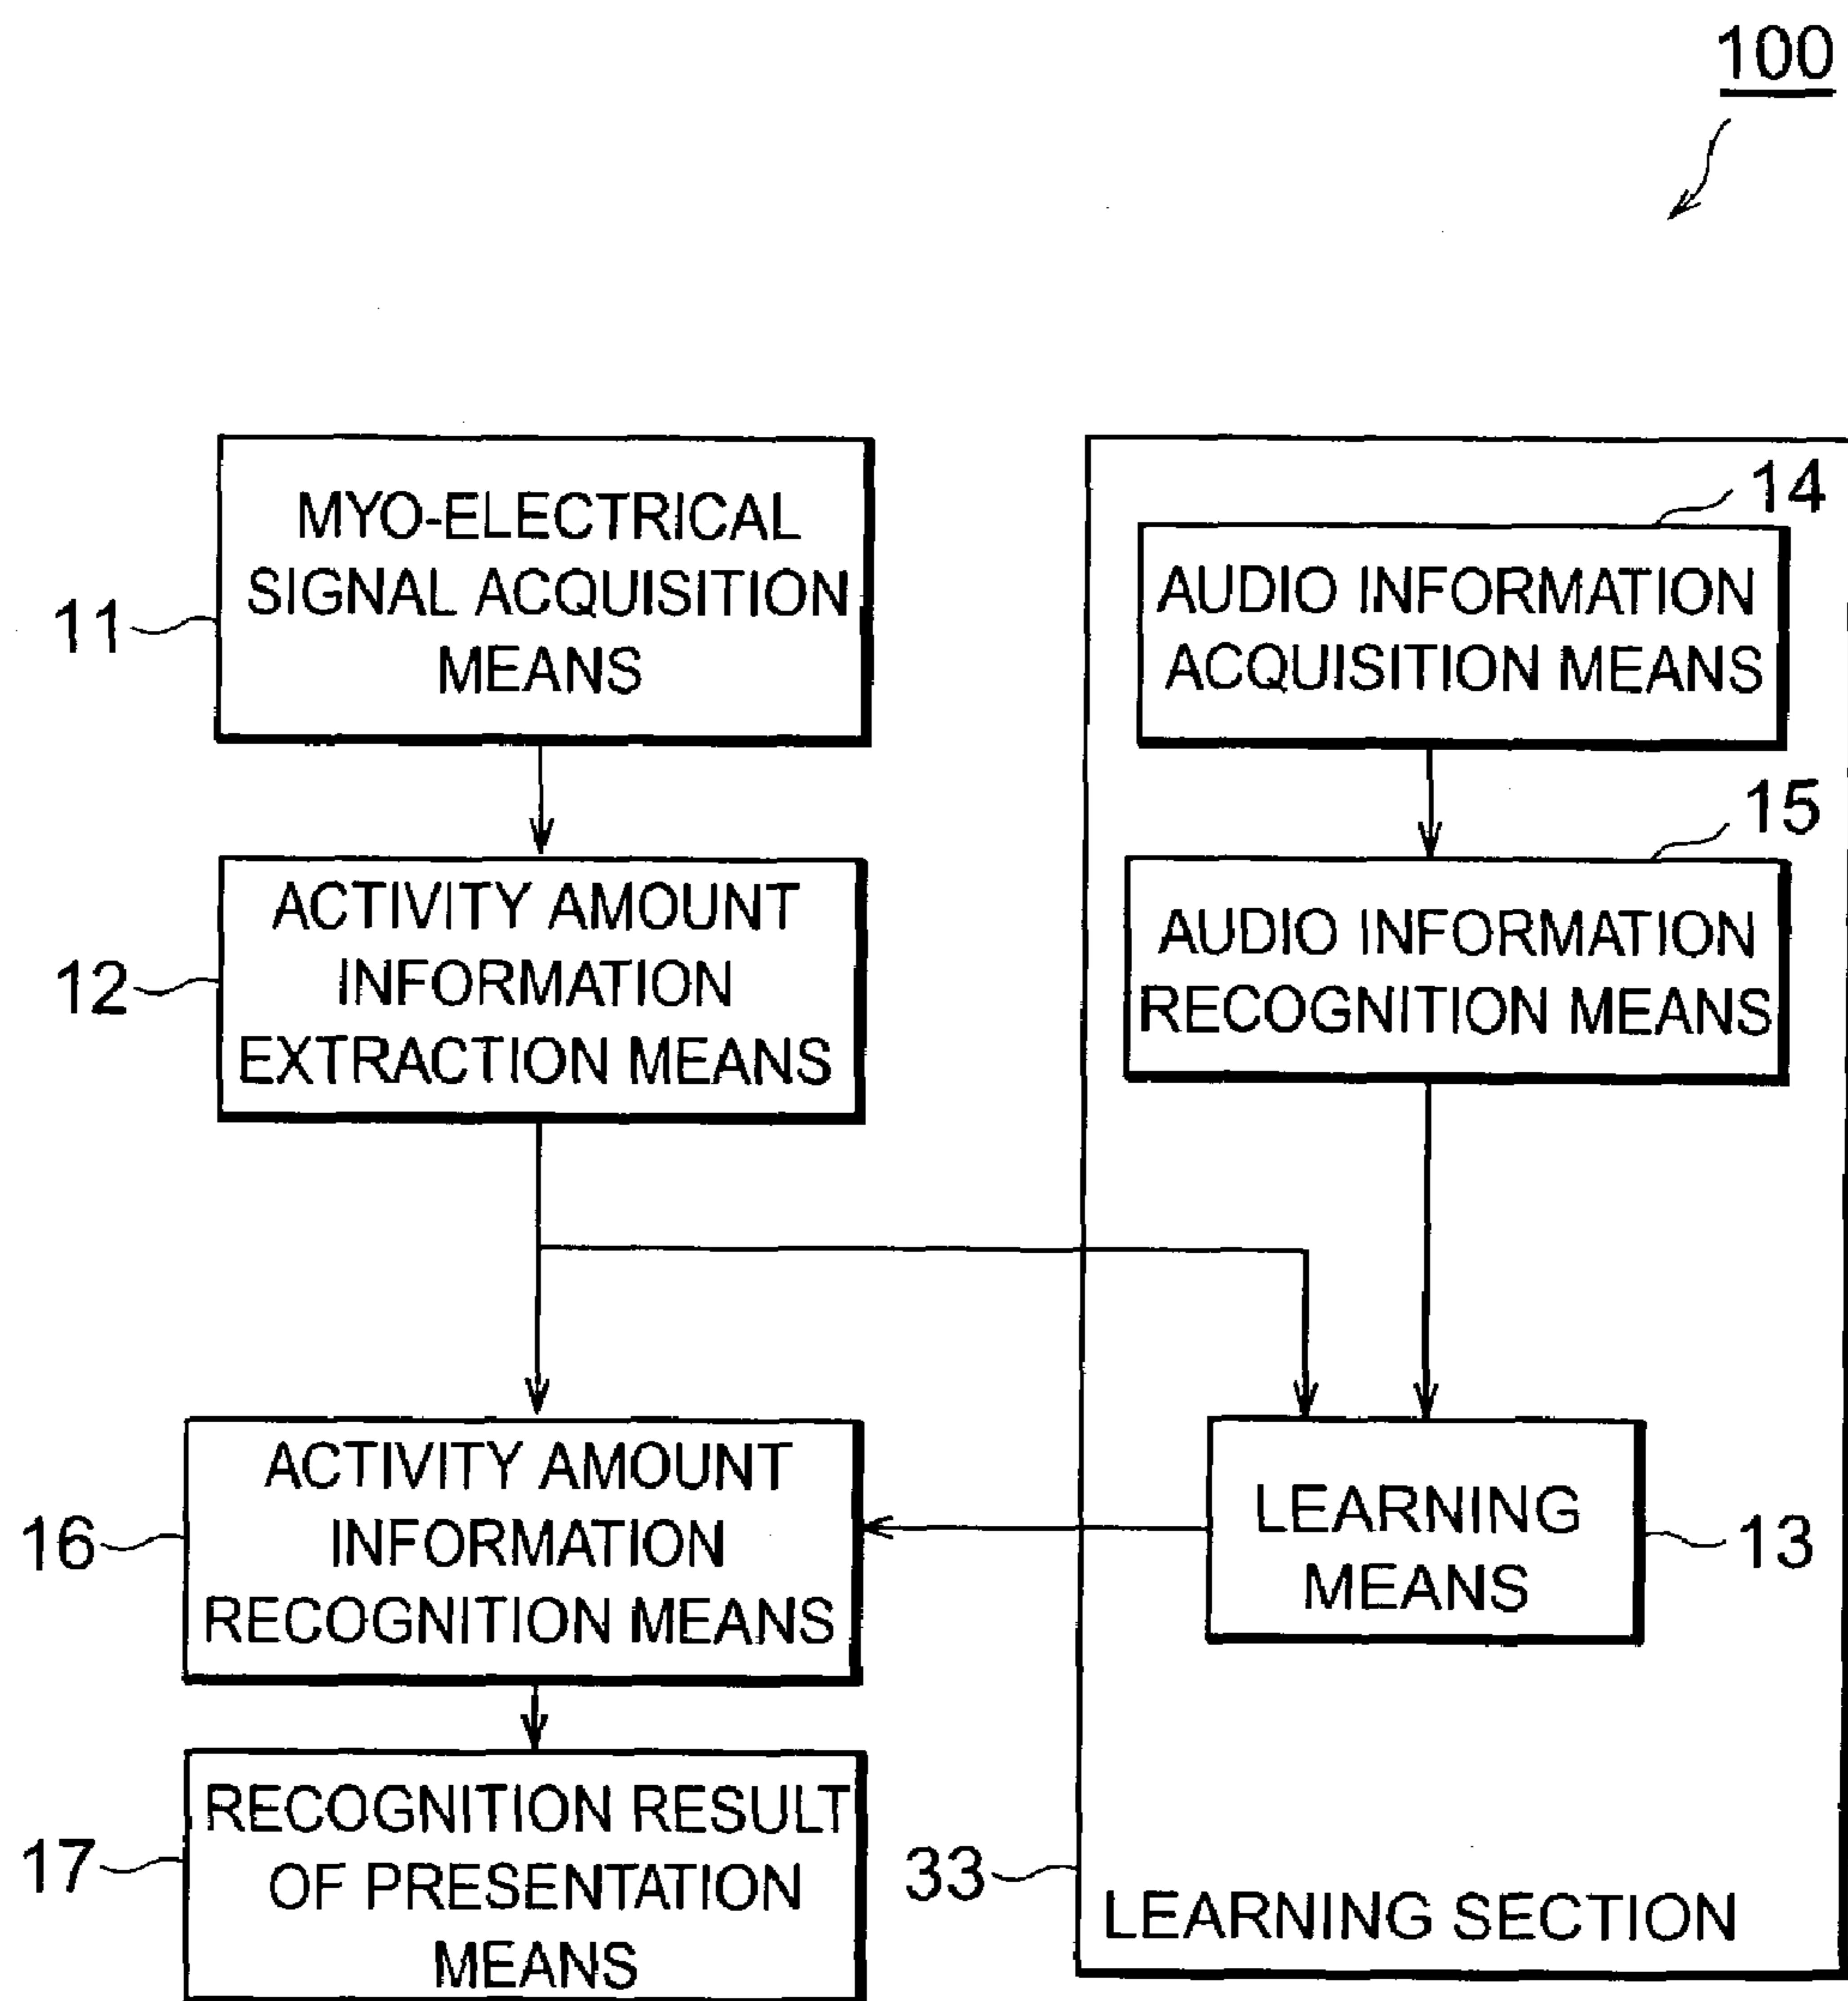 100
MYO-ELECTRICAL
SIGNAL ACQUISITION
MEANS
11
ACTIVITY AMOUNT
INFORMATION
EXTRACTION MEANS
12
ACTIVITY AMOUNT
INFORMATION
RECOGNITION MEANS
16
RECOGNITION RESULT
OF PRESENTATION
MEANS
17
14
AUDIO INFORMATION
ACQUISITION MEANS
15
AUDIO INFORMATION
RECOGNITION MEANS
LEARNING
MEANS
13
33
LEARNING SECTION